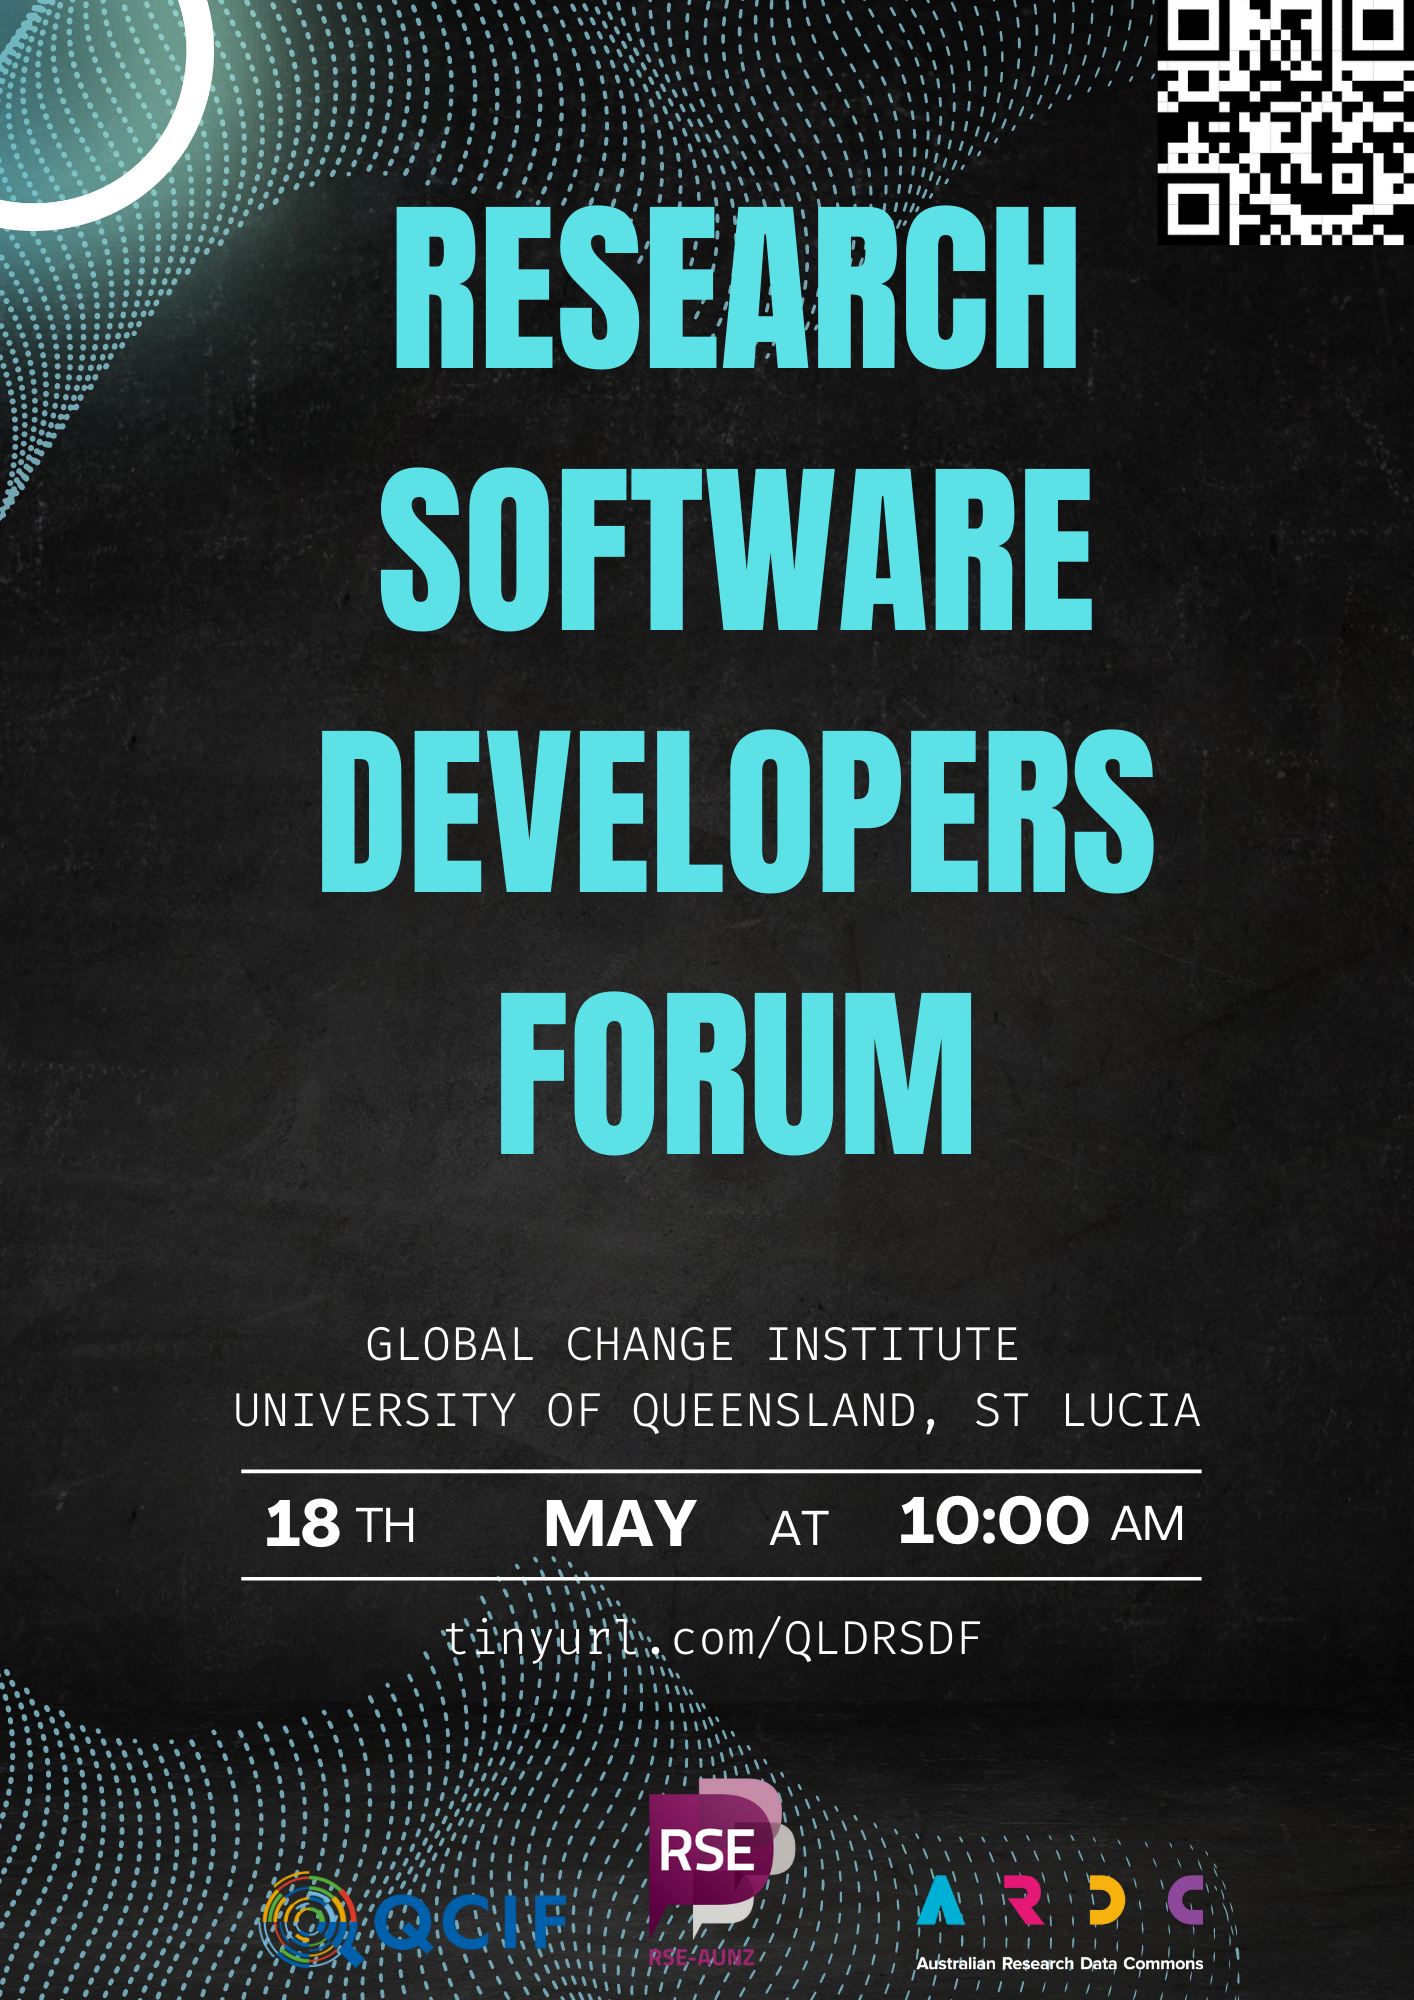 RESEARCH
SOFTWARE
DEVELOPERS
FORUM
GLOBAL CHANGE INSTITUTE
UNIVERSITY OF QUEENSLAND, ST LUCIA
18 TH MAY AT 10:00 AM
tinyurl.com/QLDRSDF
RSE
QCIF
RSE-AUNZ
ARDC
Australian Research Data Commons